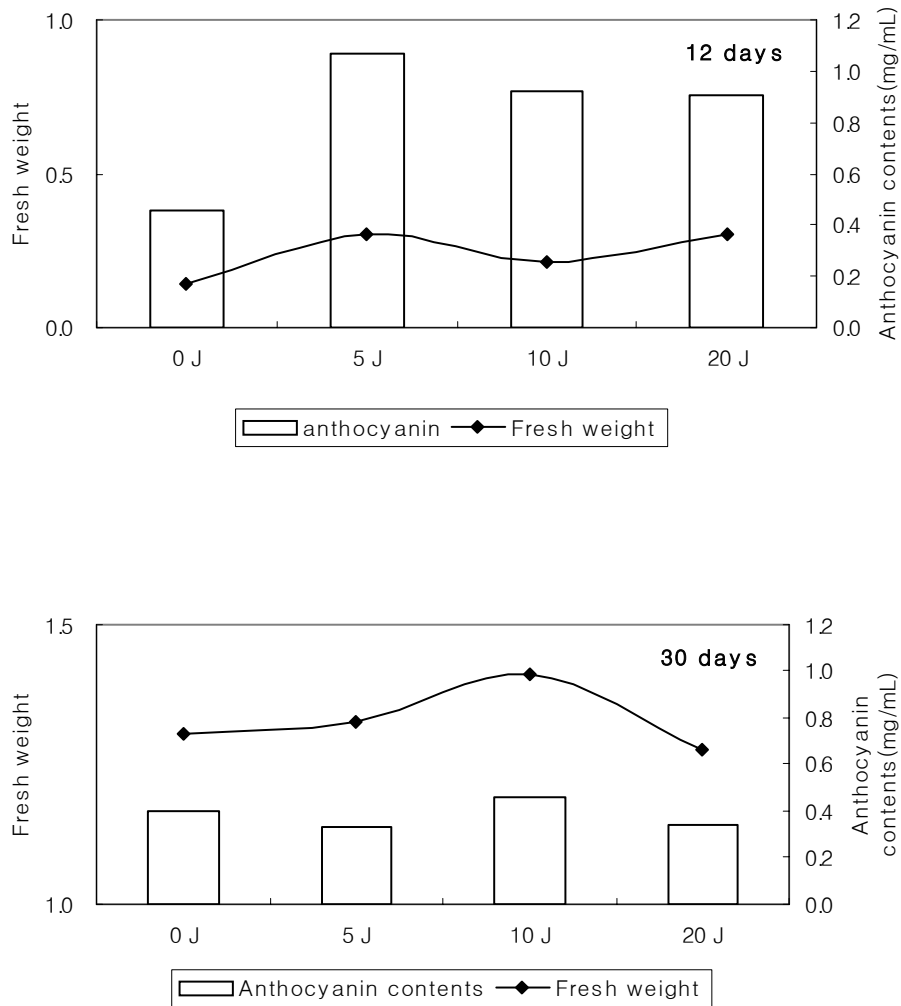 1.0
0.5
0.0
Fresh weight
12 days
1.2
1.0
0.8
0.6
0.4
0.2
0.0
Anthocyanin contents(mg/mL)
0 J 5 J 10 J 20 J
anthocyanin Fresh weight
1.5
1.0
Fresh weight
30 days
1.2
1.0
0.8
0.6
0.4
0.2
0.0
Anthocyanin
contents(mg/mL)
0 J 5 J 10 J 20 J
Anthocyanin contents Fresh weight